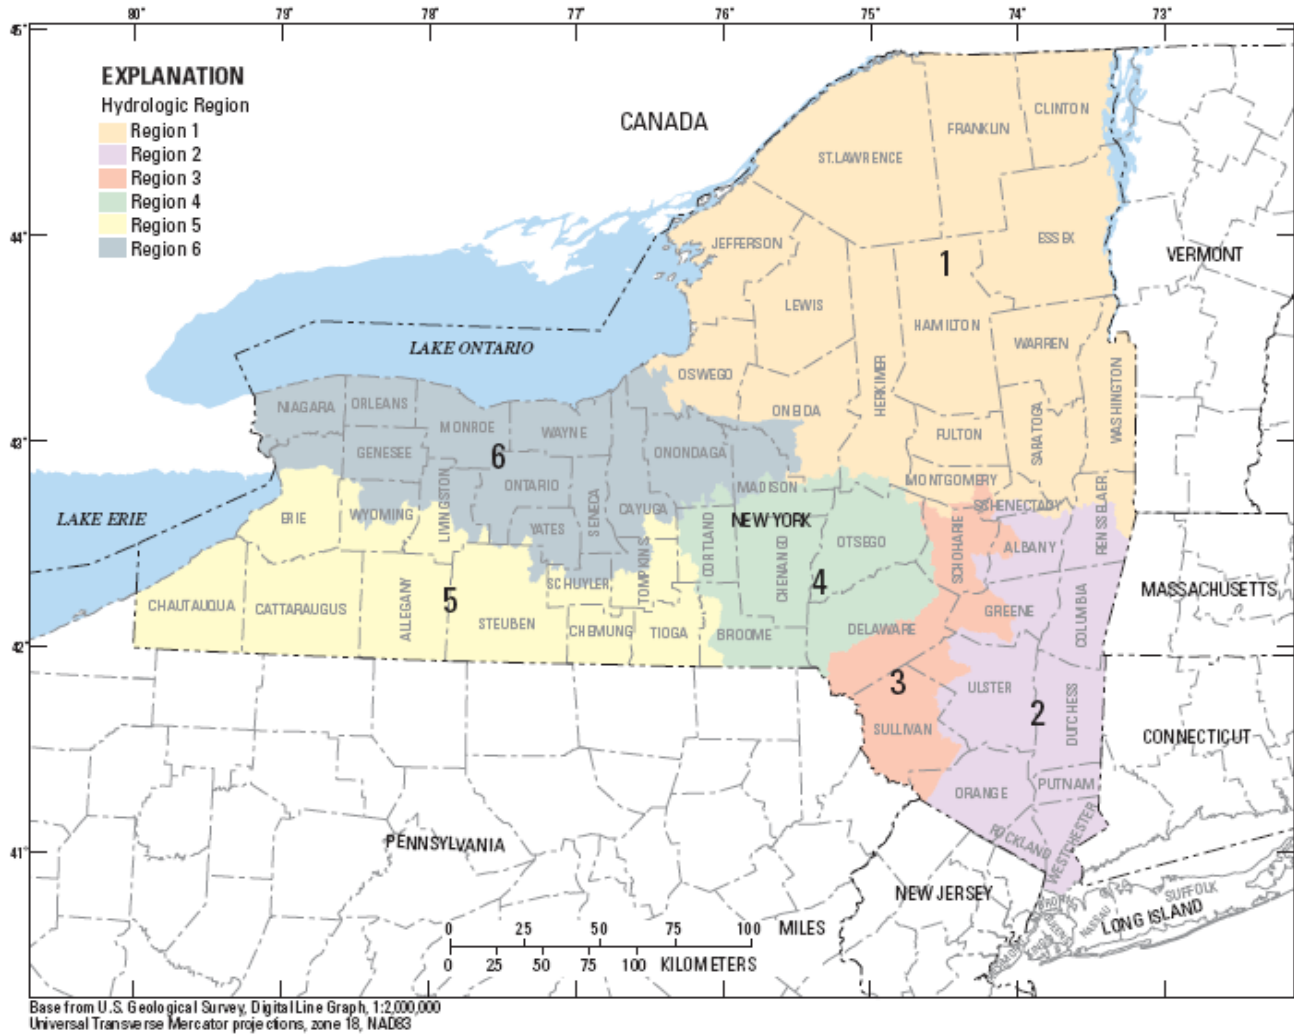 80° 79° 78° 77° 76° 75° 74° 73°
45°
EXPLANATION
Hydrologic Region
Region 1
Region 2
Region 3
Region 4
Region 5
Region 6
CANADA
CLINTON
FRANKLIN
ST.LAWRENCE
44°
JEFFERSON
ESSEX
VERMONT
1
LEWIS
HAMILTON
WARREN
LAKE ONTARIO
OSWEGO
HERKIMER
WASHINGTON
NIAGARA
ORLEANS
ONEIDA
SARATOGA
43°
MONROE
WAYNE
FULTON
GENESEE
6
ONONDAGA
MONTGOMERY
LIVINGSTON
ONTARIO
SENECA
MADISON
RENSSELAER
LAKE ERIE
ERIE
WYOMING
CAYUGA
NEW YORK
SCHENECTADY
YATES
CORTLAND
OTSEGO
SCHOHARIE
ALBANY
CHENANGO
SCHUYLER
TOMPKINS
4
MASSACHUSETTS
CHAUTAUQUA
CATTARAUGUS
ALLEGANY
5
GREENE
COLUMBIA
STEUBEN
CHEMUNG
TIOGA
BROOME
DELAWARE
42°
3
ULSTER
2
DUTCHESS
SULLIVAN
CONNECTICUT
ORANGE
PUTNAM
41°
PENNSYLVANIA
ROCKLAND
WESTCHESTER
NEW JERSEY
SUFFOLK
NASSAU
LONG ISLAND
0 25 50 75 100 MILES
0 25 50 75 100 KILOMETERS
Base from U.S. Geological Survey, Digital Line Graph, 1:2,000,000
Universal Transverse Mercator projections, zone 18, NAD83